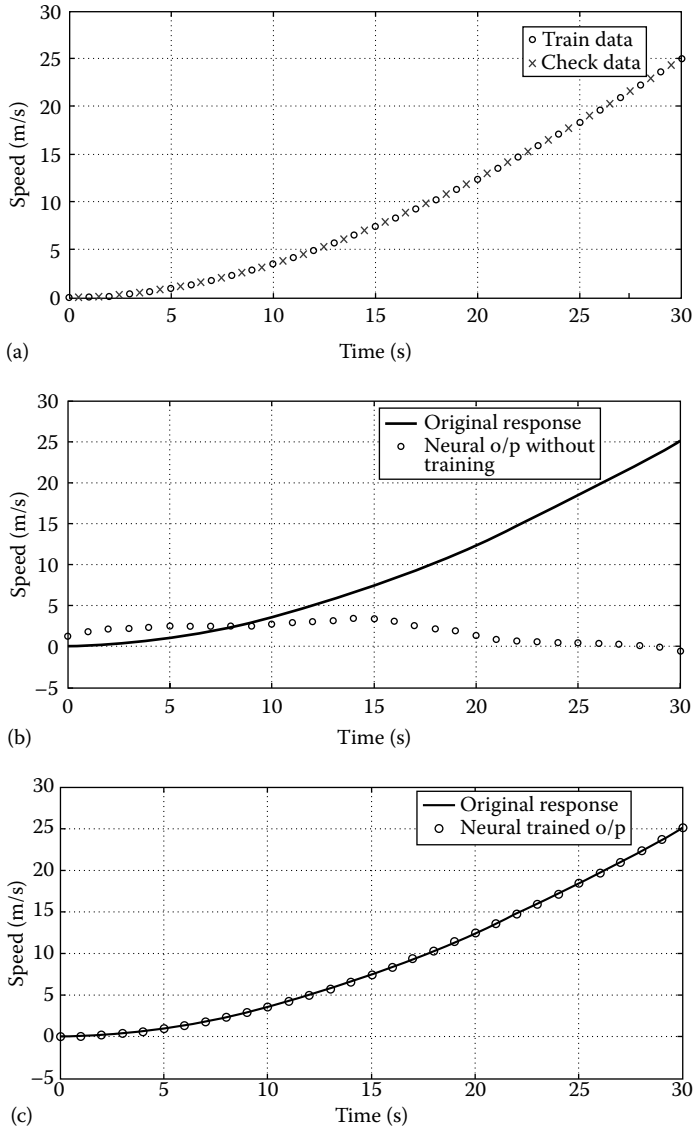 30
25
20
15
10
5
0
Speed (m/s)
Train data
× Check data
0 5 10 15 20 25 30
(a)
Time (s)
30
25
20
15
10
5
0
−5
Speed (m/s)
Original response
Neural o/p without
training
0 5 10 15 20 25 30
(b)
Time (s)
30
25
20
15
10
5
0
−5
Speed (m/s)
Original response
Neural trained o/p
0 5 10 15 20 25 30
(c)
Time (s)